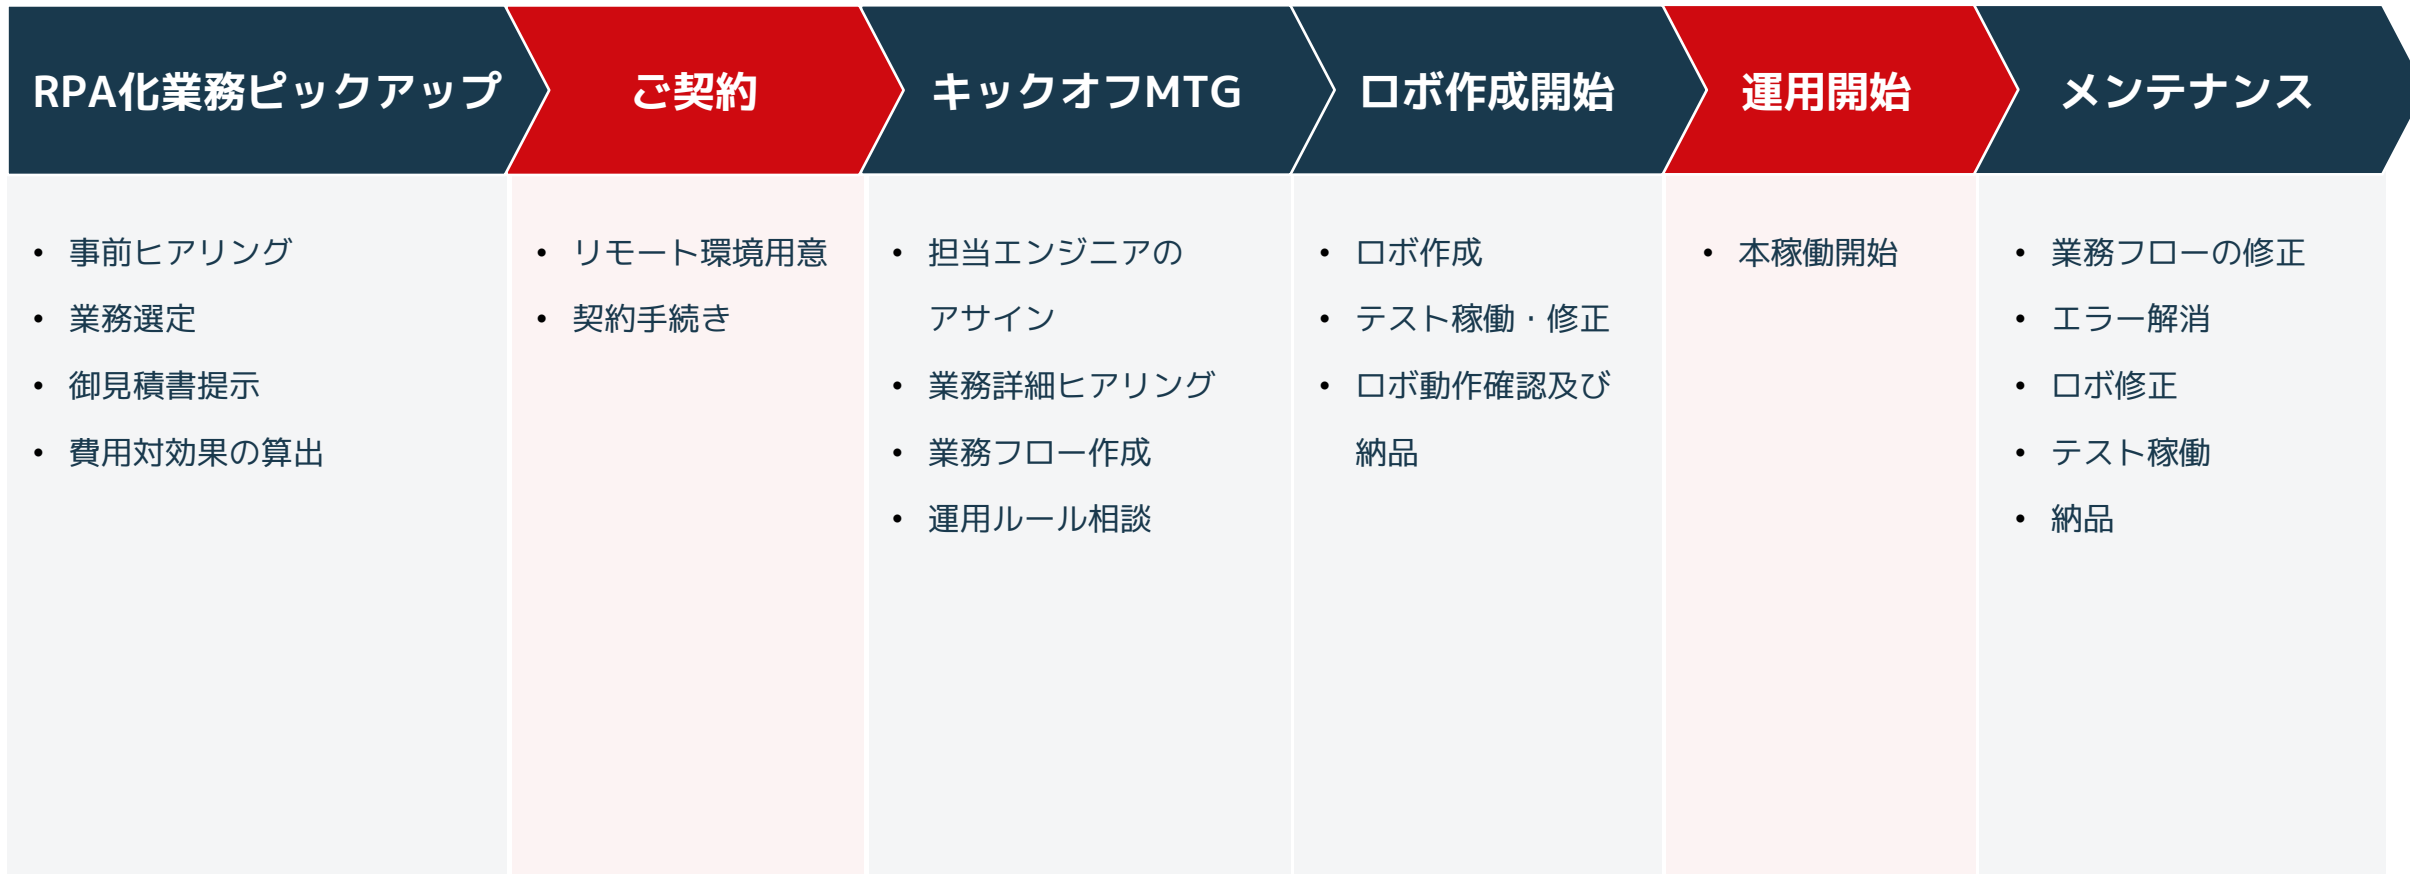 RPA化業務ピックアップ
ご契約
キックオフMTG
ロボ作成開始
運用開始
メンテナンス
• 事前ヒアリング
• 業務選定
• 御見積書提示
• 費用対効果の算出
• リモート環境用意
• 契約手続き
• 担当エンジニアの
アサイン
• 業務詳細ヒアリング
• 業務フロー作成
• 運用ルール相談
• ロボ作成
• テスト稼働・修正
• ロボ動作確認及び
納品
• 本稼働開始
• 業務フローの修正
• エラー解消
• ロボ修正
• テスト稼働
• 納品